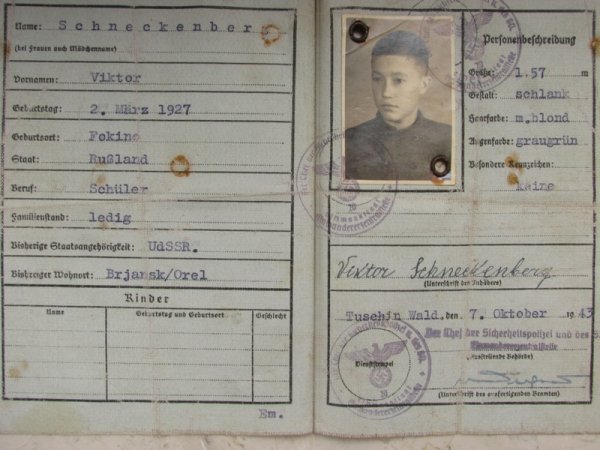 Name: Schneckenber
(bei Frauen auch Mädchenname)
Vornamen: Viktor
Geburtstag: 2. März 1927
Geburtsort: Fokino
Staat: Rußland
Beruf: Schüler
Familienstand: ledig
Bisherige Staatsangehörigkeit: UdSSR.
Bisheriger Wohnort: Brjansk/Orel
Kinder
Name Geburtstag und Geburtsort Geschlecht
Em.
Personenbeschreibung
Größe: 1.57 m
Gestalt: schlank
Haarfarbe: m.blond
Augenfarbe: graugrün
Besondere Kennzeichen:
keine
Viktor Schneckenberg
(Unterschrift des Inhabers)
Tuschin Wald, den 7. Oktober 1943
Der Chef der Sicherheitspolizei und des
Einwandererzentralstelle
(Ausstellende Behörde)
Dienststempel
(Unterschrift des ausfertigenden Beamten)